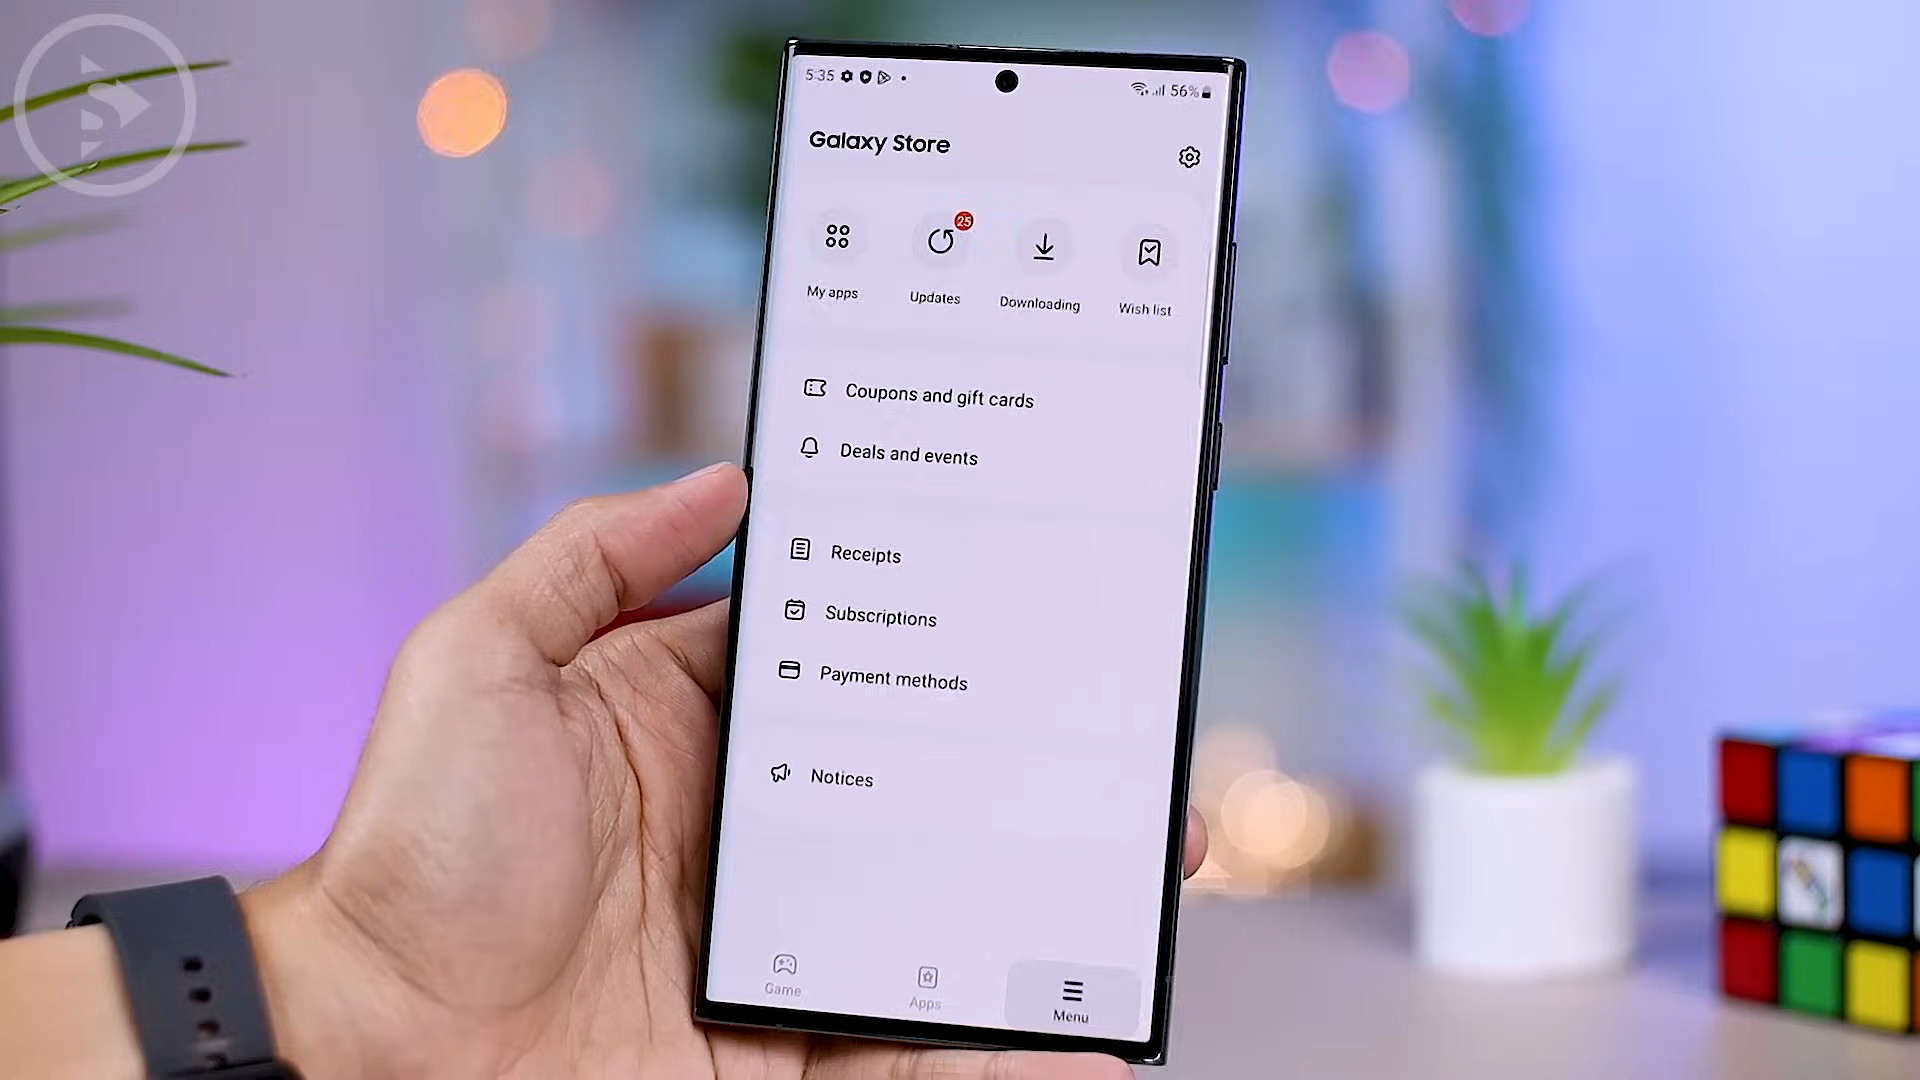 5:35
56%
Galaxy Store
25
My apps
Updates
Downloading
Wish list
Coupons and gift cards
Deals and events
Receipts
Subscriptions
Payment methods
Notices
Game
Apps
Menu